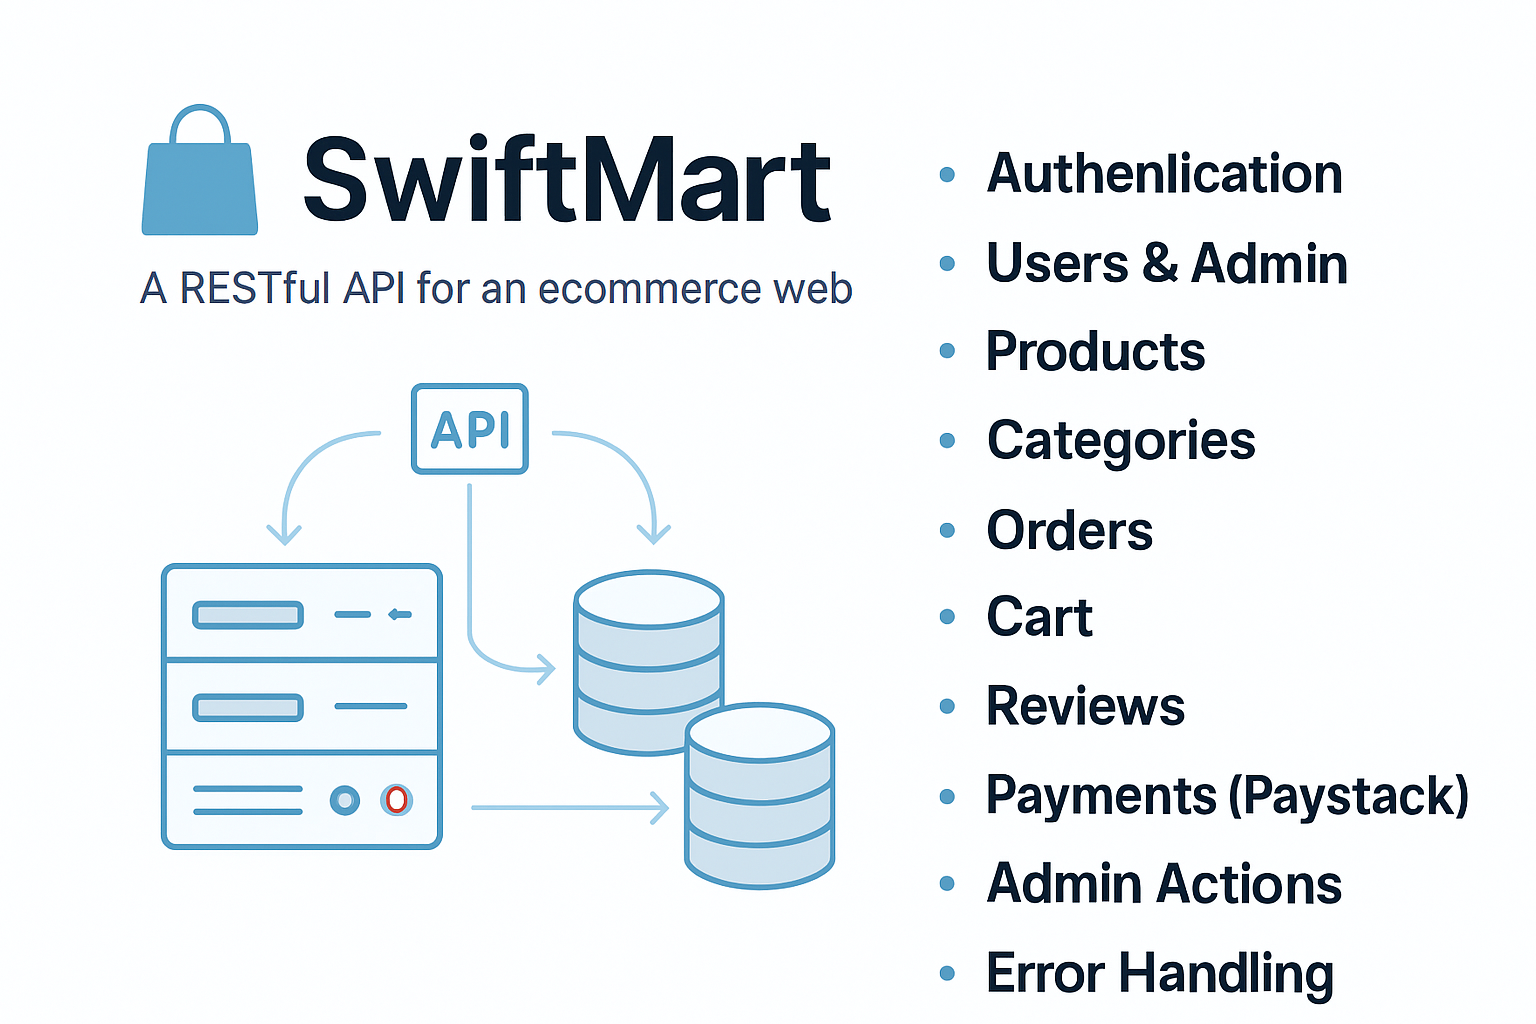 SwiftMart
A RESTful API for an ecommerce web
API
Authenlication
Users & Admin
Products
Categories
Orders
Cart
Reviews
Payments (Paystack)
Admin Actions
Error Handling